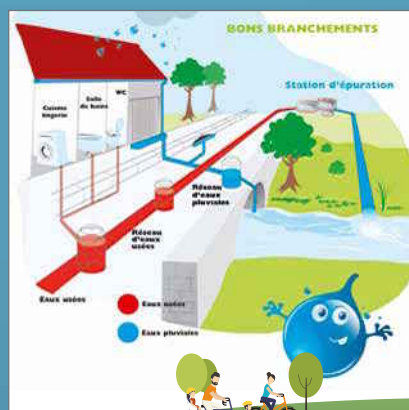 BONS BRANCHEMENTS
Station d'épuration
WC
Salle
de bains
Cuisine
lingerie
Réseau
d'eaux
pluviales
Réseau
d'eaux
usées
Eaux usées
Eaux usées
Eaux pluviales